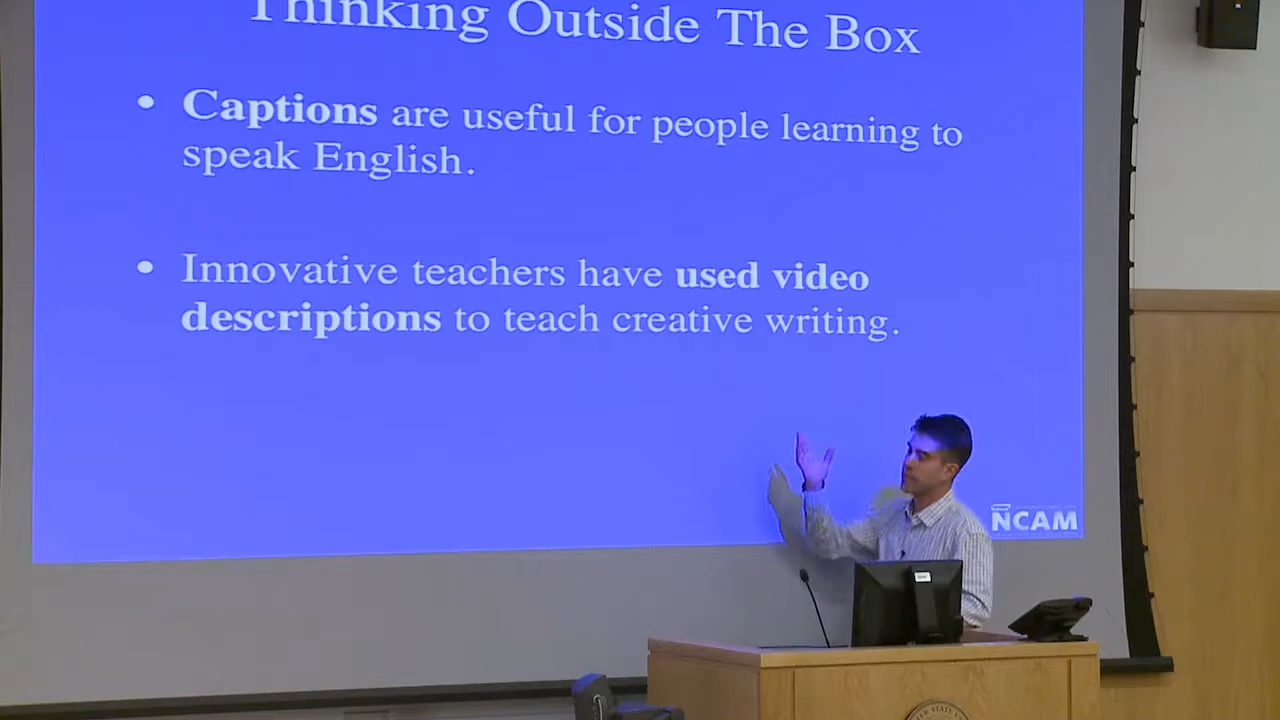 Thinking Outside The Box
• Captions are useful for people learning to
speak English.
• Innovative teachers have used video
descriptions to teach creative writing.
NCAM